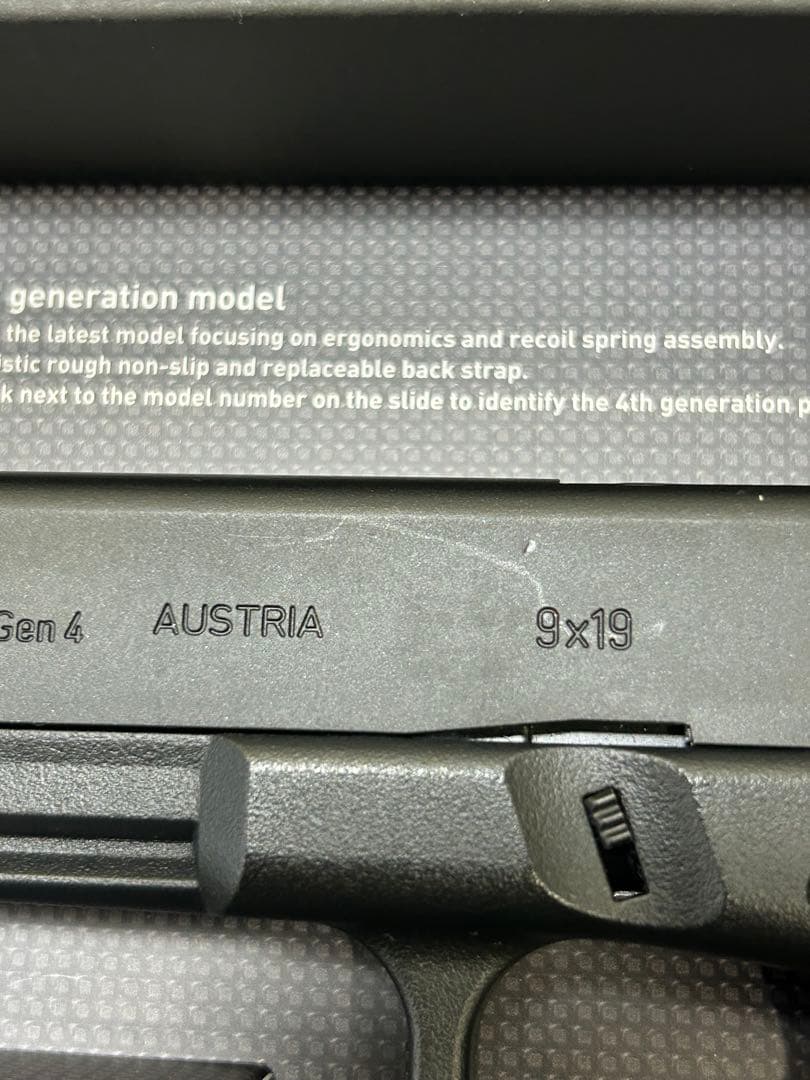 generation model
the latest model focusing on ergonomics and recoil spring assembly.
istic rough non-slip and replaceable back strap.
k next to the model number on the slide to identify the 4th generation p
Gen 4 AUSTRIA 9x19